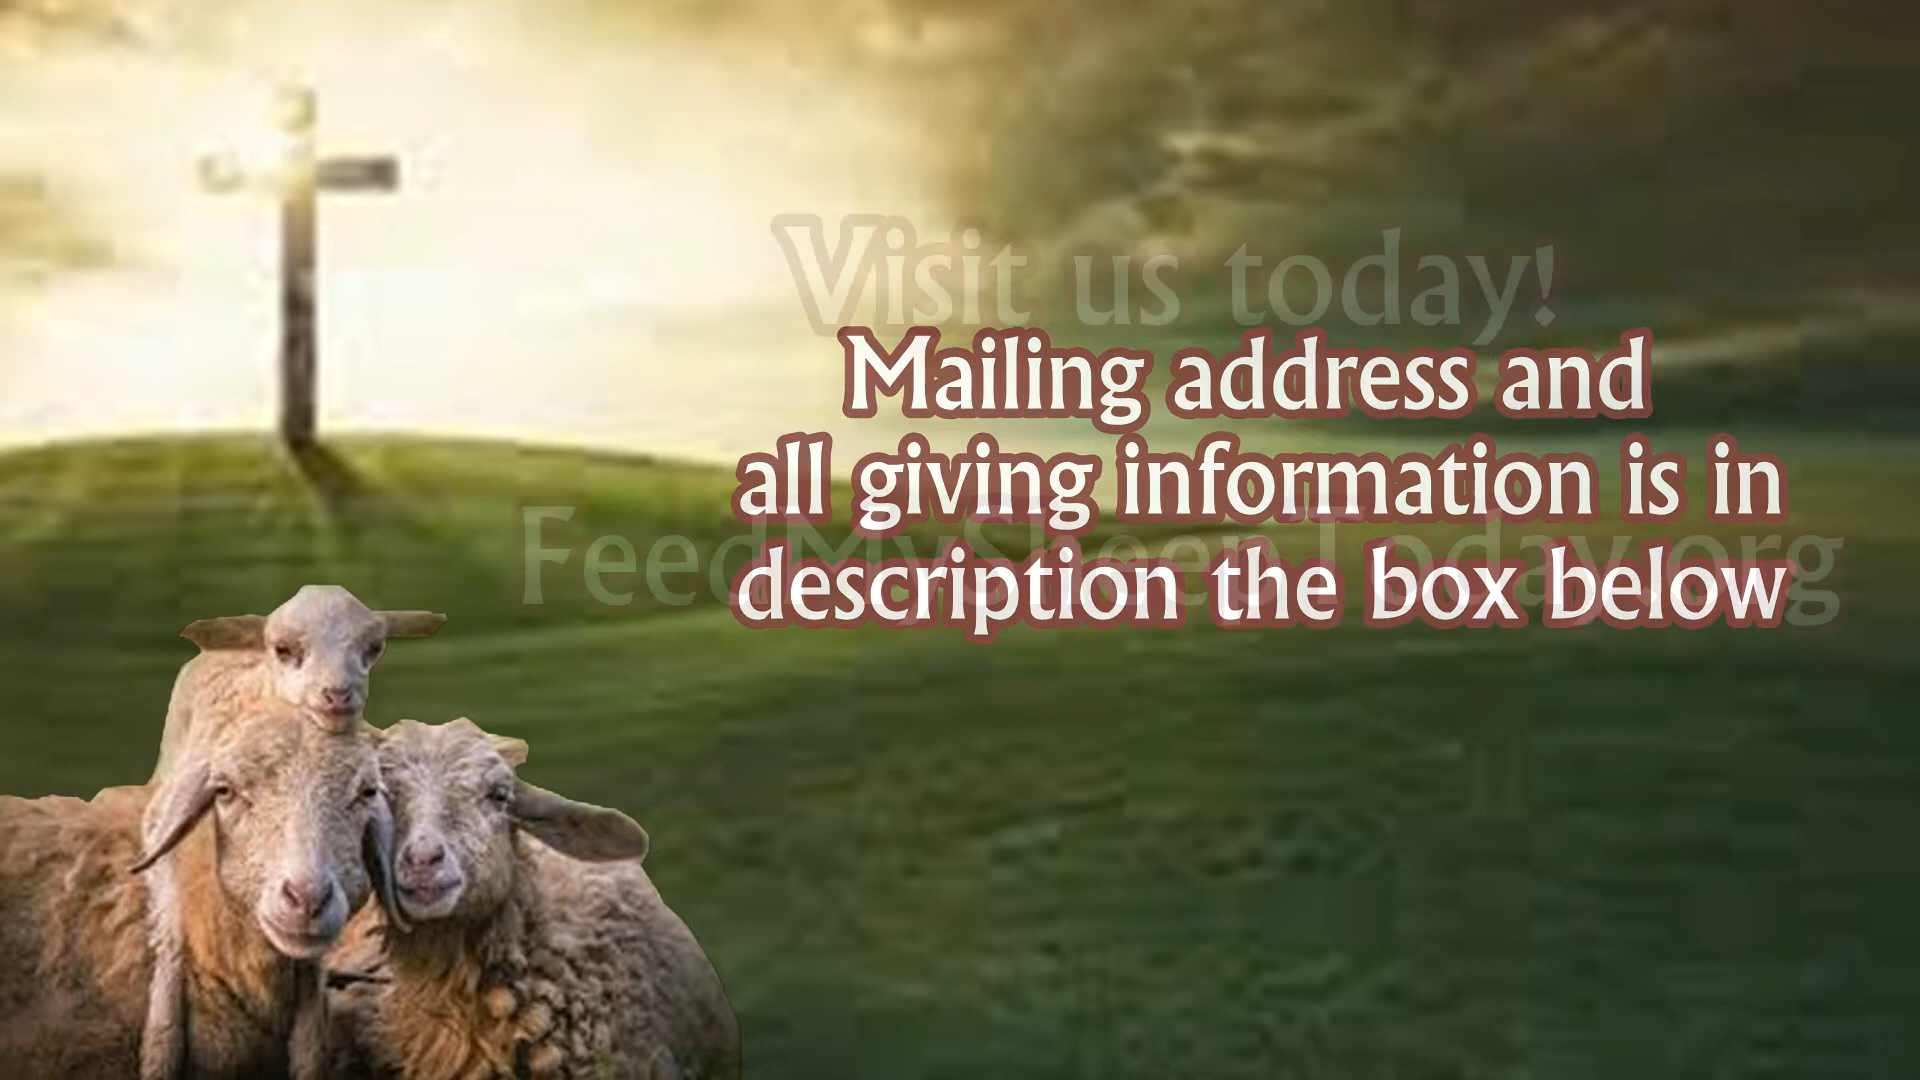 Visit us today!
Mailing address and
all giving information is in
FeedMySheepToday.org
description the box below